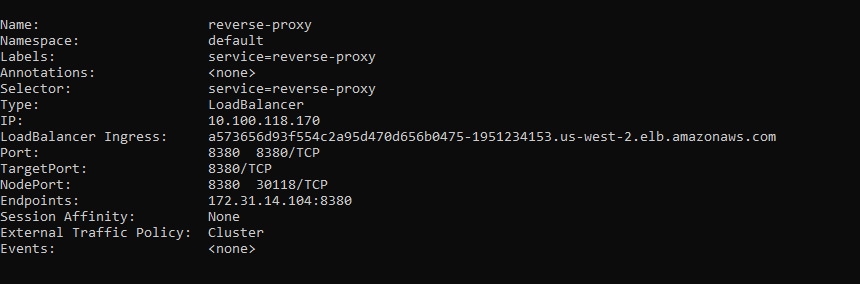 Name: reverse-proxy
Namespace: default
Labels: service=reverse-proxy
Annotations: <none>
Selector: service=reverse-proxy
Type: LoadBalancer
IP: 10.100.118.170
LoadBalancer Ingress: a573656d93f554c2a95d470d656b0475-1951234153.us-west-2.elb.amazonaws.com
Port: 8380 8380/TCP
TargetPort: 8380/TCP
NodePort: 8380 30118/TCP
Endpoints: 172.31.14.104:8380
Session Affinity: None
External Traffic Policy: Cluster
Events: <none>